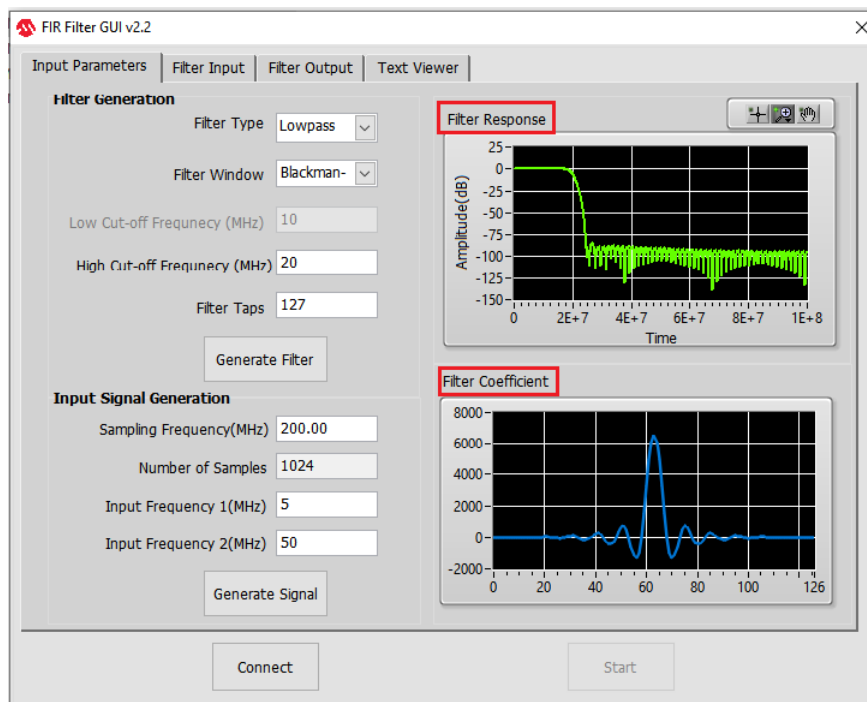 FIR Filter GUI v2.2
Input Parameters
Filter Input
Filter Output
Text Viewer
Filter Generation
Filter Type
Lowpass
Filter Window
Blackman-
Low Cut-off Frequnecy (MHz)
10
High Cut-off Frequnecy (MHz)
20
Filter Taps
127
Generate Filter
Input Signal Generation
Sampling Frequency(MHz)
200.00
Number of Samples
1024
Input Frequency 1(MHz)
5
Input Frequency 2(MHz)
50
Generate Signal
Filter Response
Amplitude(dB)
25
0
-25
-50
-75
-100
-125
-150
0 2E+7 4E+7 6E+7 8E+7 1E+8
Time
Filter Coefficient
8000
6000
4000
2000
0
-2000
0 20 40 60 80 100 126
Connect
Start